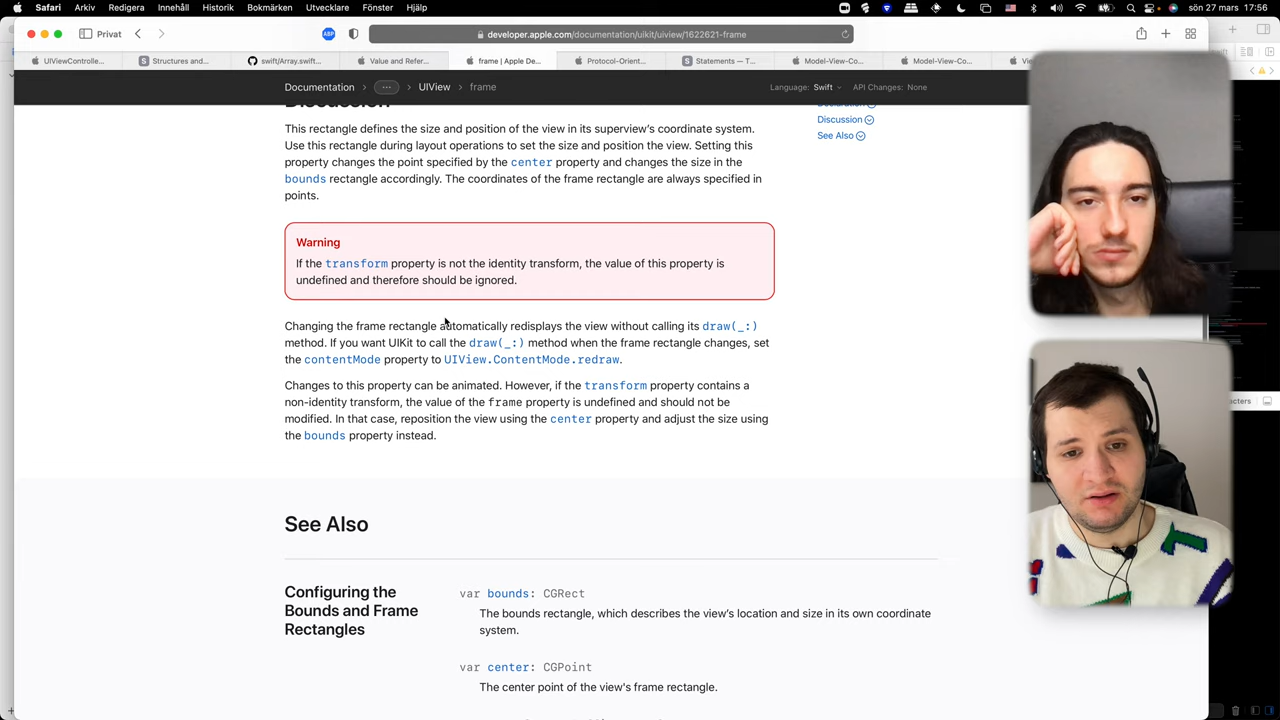 Safari Arkiv Redigera Innehåll Historik Bokmärken Utvecklare Fönster Hjälp
sön 27 mars 17:56
Privat
ABP
developer.apple.com/documentation/uikit/uiview/1622621-frame
UIViewControlle...
Structures and...
swift/Array.swift...
Value and Refer...
frame | Apple De...
Protocol-Orient...
Statements — T...
Model-View-Co...
Model-View-Co...
Documentation > ... > UIView > frame
Language: Swift
API Changes: None
Discussion
Declaration
Discussion
See Also
This rectangle defines the size and position of the view in its superview's coordinate system.
Use this rectangle during layout operations to set the size and position the view. Setting this
property changes the point specified by the center property and changes the size in the
bounds rectangle accordingly. The coordinates of the frame rectangle are always specified in
points.
Warning
If the transform property is not the identity transform, the value of this property is
undefined and therefore should be ignored.
Changing the frame rectangle automatically redisplays the view without calling its draw(_:)
method. If you want UIKit to call the draw(_:) method when the frame rectangle changes, set
the contentMode property to UIView.ContentMode.redraw.
Changes to this property can be animated. However, if the transform property contains a
non-identity transform, the value of the frame property is undefined and should not be
modified. In that case, reposition the view using the center property and adjust the size using
the bounds property instead.
See Also
Configuring the
Bounds and Frame
Rectangles
var bounds: CGRect
The bounds rectangle, which describes the view's location and size in its own coordinate
system.
var center: CGPoint
The center point of the view's frame rectangle.